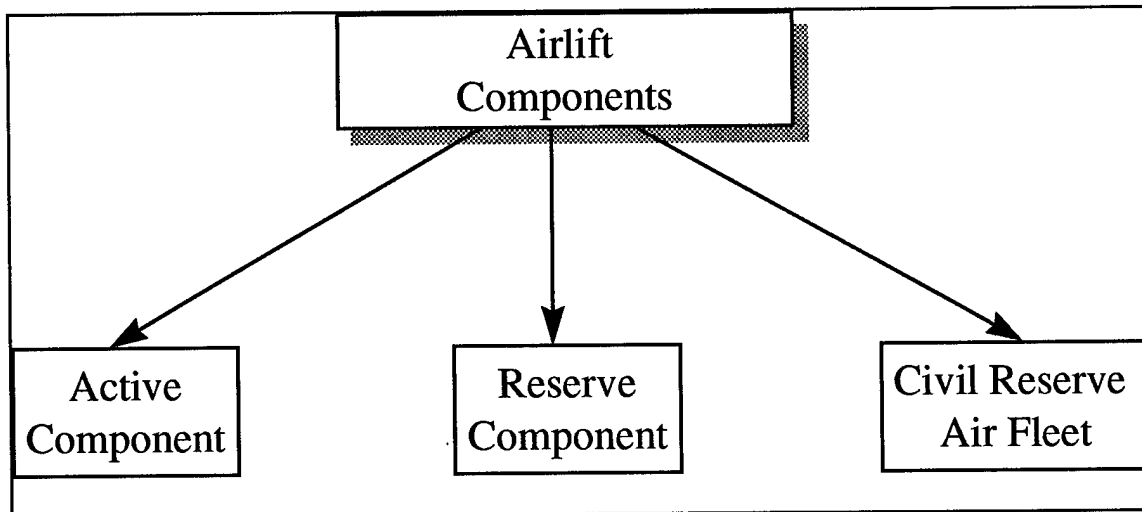 Airlift
Components
Active
Component
Reserve
Component
Civil Reserve
Air Fleet